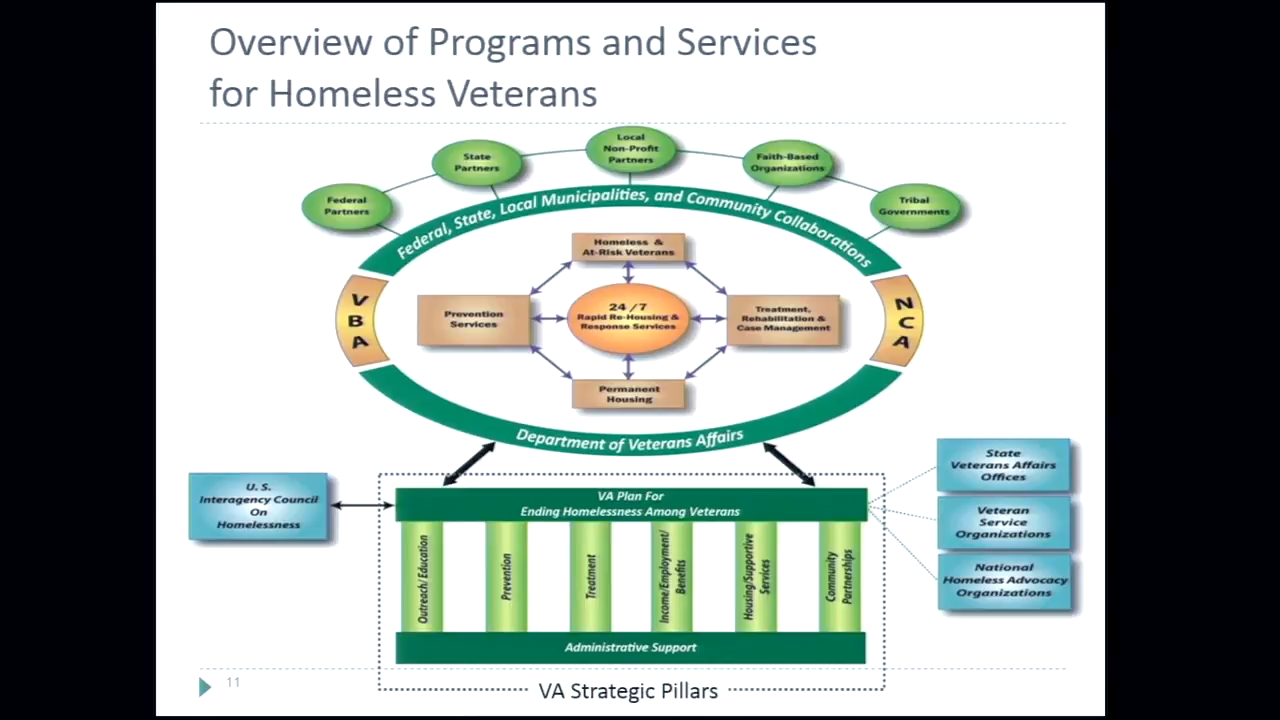 Overview of Programs and Services
for Homeless Veterans
Local
Non-Profit
Partners
State
Partners
Faith-Based
Organizations
Federal
Partners
Tribal
Governments
Federal, State, Local Municipalities, and Community Collaborations
Homeless &
At-Risk Veterans
V
B
A
Prevention
Services
24 /7
Rapid Re-Housing &
Response Services
Treatment,
Rehabilitation &
Case Management
N
C
A
Permanent
Housing
Department of Veterans Affairs
U. S.
Interagency Council
On
Homelessness
VA Plan For
Ending Homelessness Among Veterans
State
Veterans Affairs
Offices
Veteran
Service
Organizations
National
Homeless Advocacy
Organizations
Outreach/ Education
Prevention
Treatment
Income/Employment/
Benefits
Housing/Supportive
Services
Community
Partnerships
Administrative Support
11
VA Strategic Pillars